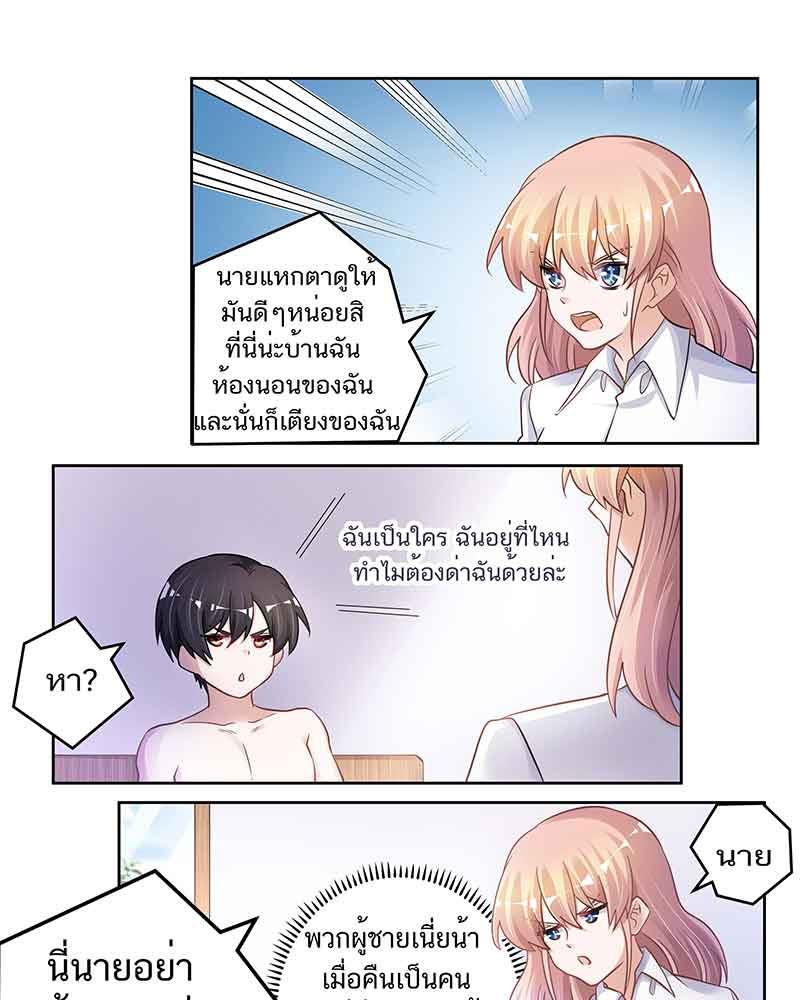 นายแหกตาดูให้
มันดีๆหน่อยสิ
ที่นี่น่ะบ้านฉัน
ห้องนอนของฉัน
และนั่นก็เตียงของฉัน
ฉันเป็นใคร ฉันอยู่ที่ไหน
ทำไมต้องด่าฉันด้วยล่ะ
หา?
นาย
พวกผู้ชายเนี่ยน้า
เมื่อคืนเป็นคน
นี่นายอย่า